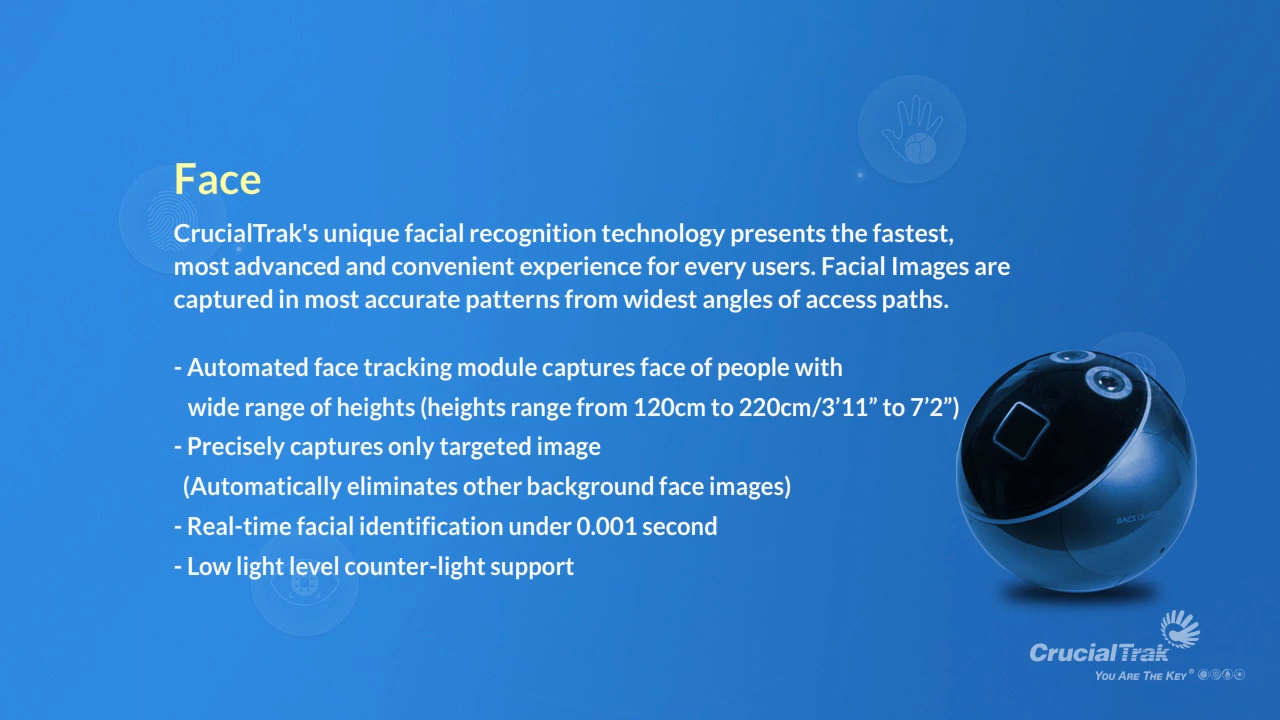 Face
CrucialTrak's unique facial recognition technology presents the fastest,
most advanced and convenient experience for every users. Facial Images are
captured in most accurate patterns from widest angles of access paths.
- Automated face tracking module captures face of people with
wide range of heights (heights range from 120cm to 220cm/3’11” to 7’2”)
- Precisely captures only targeted image
(Automatically eliminates other background face images)
- Real-time facial identification under 0.001 second
- Low light level counter-light support
BACS
CrucialTrak
YOU ARE THE KEY®